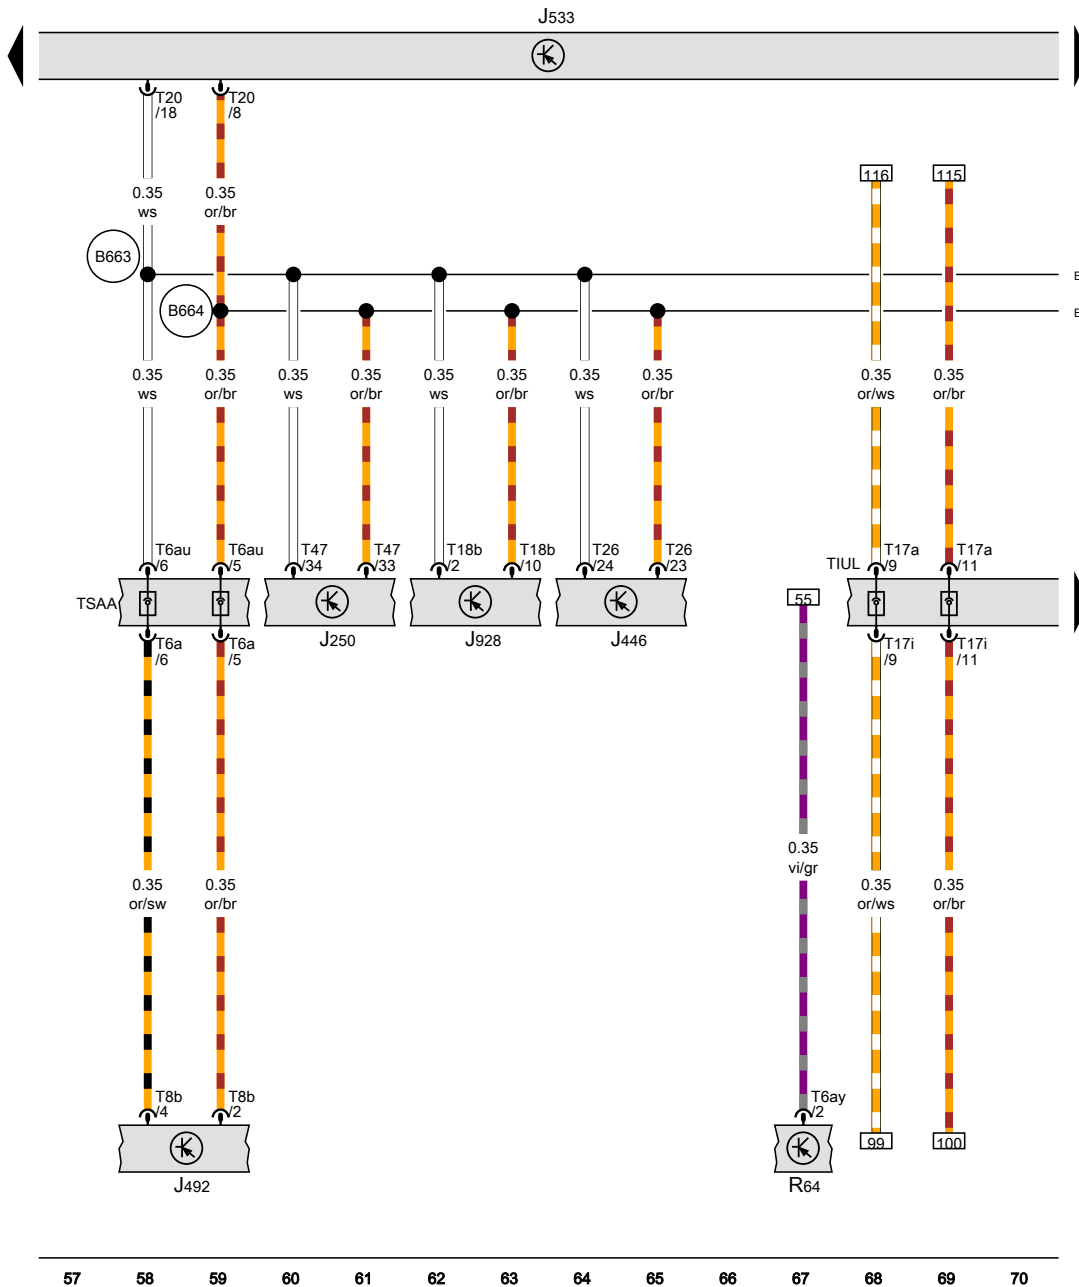 J533
T20 T20
/18 /8
116 115
0.35 0.35
ws or/br
B663
B664
0.35 0.35 0.35 0.35 0.35 0.35 0.35 0.35 0.35 0.35
ws or/br ws or/br ws or/br ws or/br or/ws or/br
T6au T6au T47 T47 T18b T18b T26 T26 T17a T17a
/6 /5 /34 /33 /2 /10 /24 /23 /9 /11
TIUL
TSAA
55
J250 J928 J446
T6a T6a T17i T17i
/6 /5 /9 /11
0.35
vi/gr
0.35 0.35 0.35 0.35
or/sw or/br or/ws or/br
T8b T8b T6ay
/4 /2 /2
99 100
J492 R64
57 58 59 60 61 62 63 64 65 66 67 68 69 70